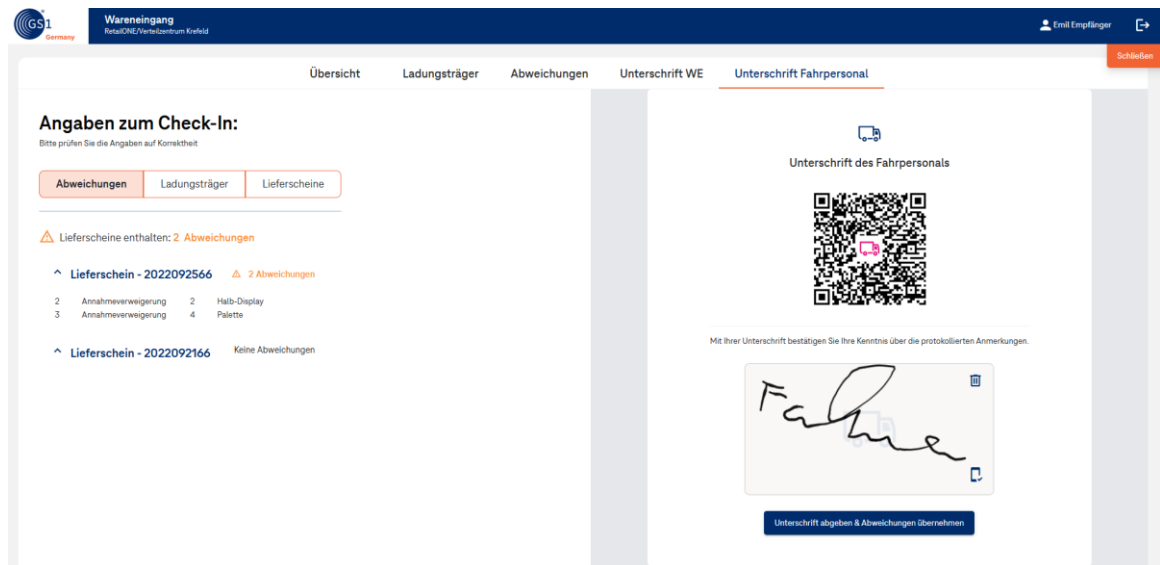 GS1
Germany
Wareneingang
RetailONE/Verteilzentrum Krefeld
Emil Empfänger
Schließen
Übersicht Ladungsträger Abweichungen Unterschrift WE Unterschrift Fahrpersonal
Angaben zum Check-In:
Bitte prüfen Sie die Angaben auf Korrektheit
Abweichungen Ladungsträger Lieferscheine
Lieferscheine enthalten: 2 Abweichungen
Lieferschein - 2022092566 2 Abweichungen
2 Annahmeverweigerung 2 Halb-Display
3 Annahmeverweigerung 4 Palette
Lieferschein - 2022092166 Keine Abweichungen
Unterschrift des Fahrpersonals
Mit Ihrer Unterschrift bestätigen Sie Ihre Kenntnis über die protokollierten Anmerkungen.
Unterschrift abgeben & Abweichungen übernehmen